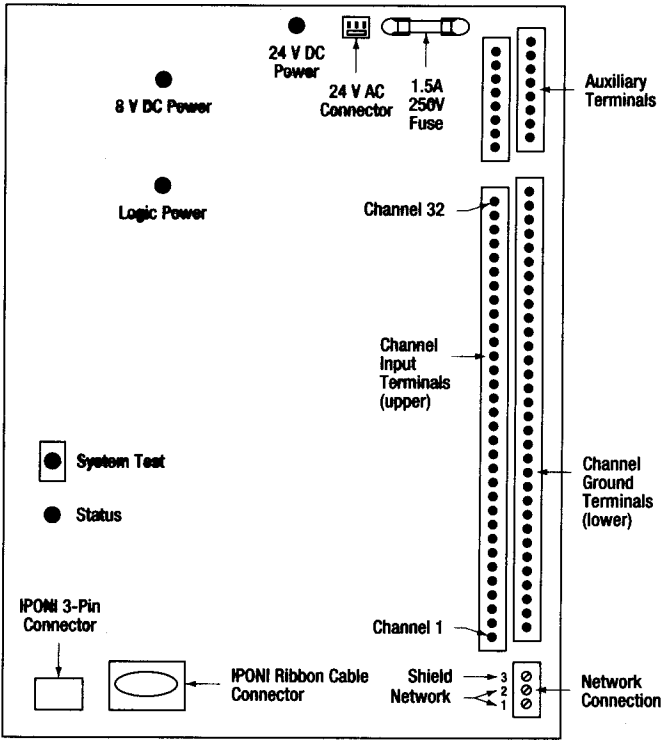 24 V DC
Power
24 V AC
Connector
1.5A
250V
Fuse
Auxiliary
Terminals
8 V DC Power
Logic Power
Channel 32
Channel
Input
Terminals
(upper)
System Test
Status
Channel
Ground
Terminals
(lower)
IPONI 3-Pin
Connector
Channel 1
IPONI Ribbon Cable
Connector
Shield
Network
3
2
1
Network
Connection